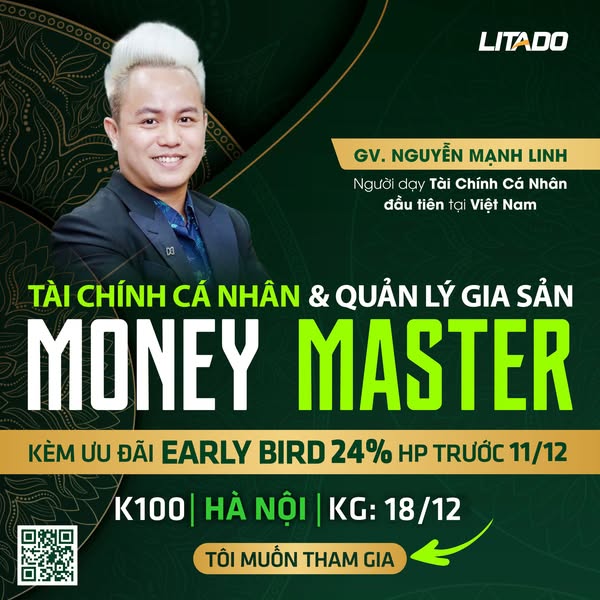 LITADO
GV. NGUYỄN MẠNH LINH
Người dạy Tài Chính Cá Nhân
đầu tiên tại Việt Nam
TÀI CHÍNH CÁ NHÂN & QUẢN LÝ GIA SẢN
MONEY MASTER
KÈM ƯU ĐÃI EARLY BIRD 24% HP TRƯỚC 11/12
K100 | HÀ NỘI | KG: 18/12
TÔI MUỐN THAM GIA